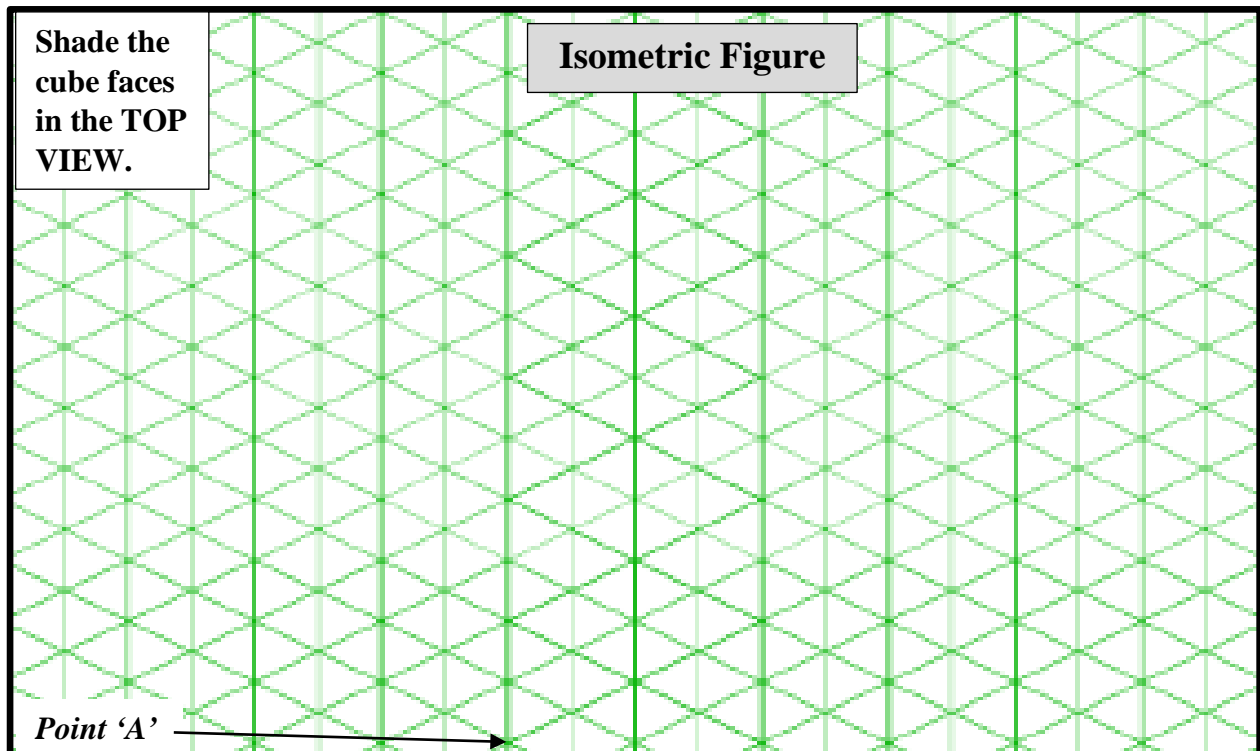 Shade the
cube faces
in the TOP
VIEW.
Isometric Figure
Point ‘A’